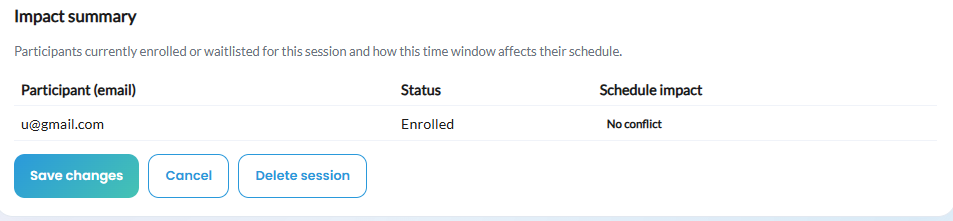 Impact summary
Participants currently enrolled or waitlisted for this session and how this time window affects their schedule.
Participant (email) Status Schedule impact
u@gmail.com Enrolled No conflict
Save changes Cancel Delete session